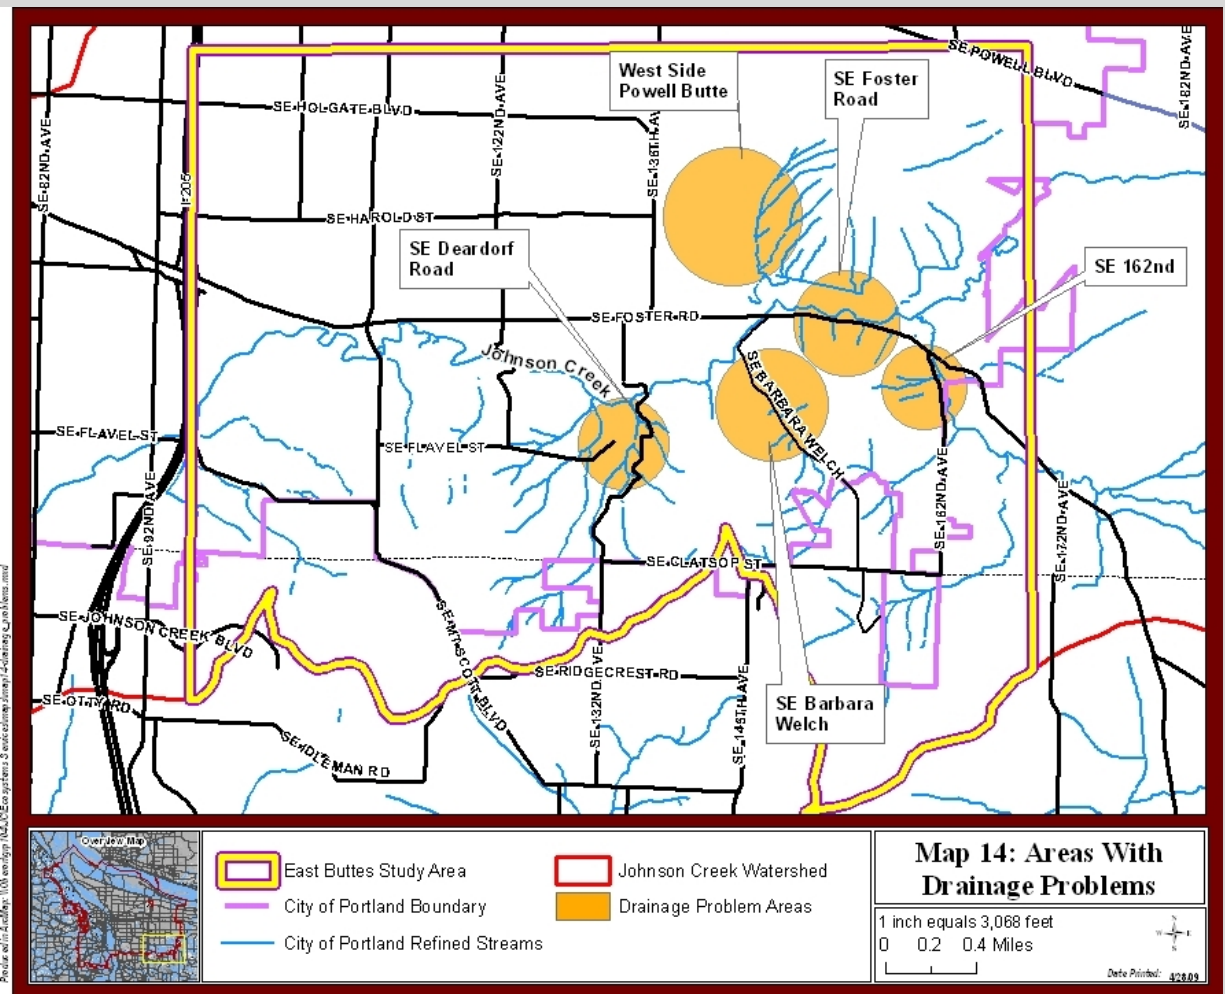 SE POWELL BLVD
SE 182ND AVE
West Side
Powell Butte
SE Foster
Road
SE HOLGATE BLVD
SE 82ND AVE
SE 122ND AVE
SE 136TH AV
I-205
SE HAROLD ST
SE Deardorf
Road
SE 162nd
SE FOSTER RD
Johnson Creek
SE BARBARA WELCH
SE FLAVEL ST
SE FLAVEL ST
SE 92ND AVE
SE 162ND AVE
SE 172ND AVE
SE CLATSOP ST
SE JOHNSON CREEK BLVD
SE MT SCOTT BLVD
SE RIDGECREST RD
SE 132ND AVE
SE 145TH AVE
SE OTTY RD
SE IDLEMAN RD
SE Barbara
Welch
Overview Map
East Buttes Study Area
City of Portland Boundary
City of Portland Refined Streams
Johnson Creek Watershed
Drainage Problem Areas
Map 14: Areas With
Drainage Problems
1 inch equals 3,068 feet
0 0.2 0.4 Miles
N
W E
S
Date Printed: 4/28/09